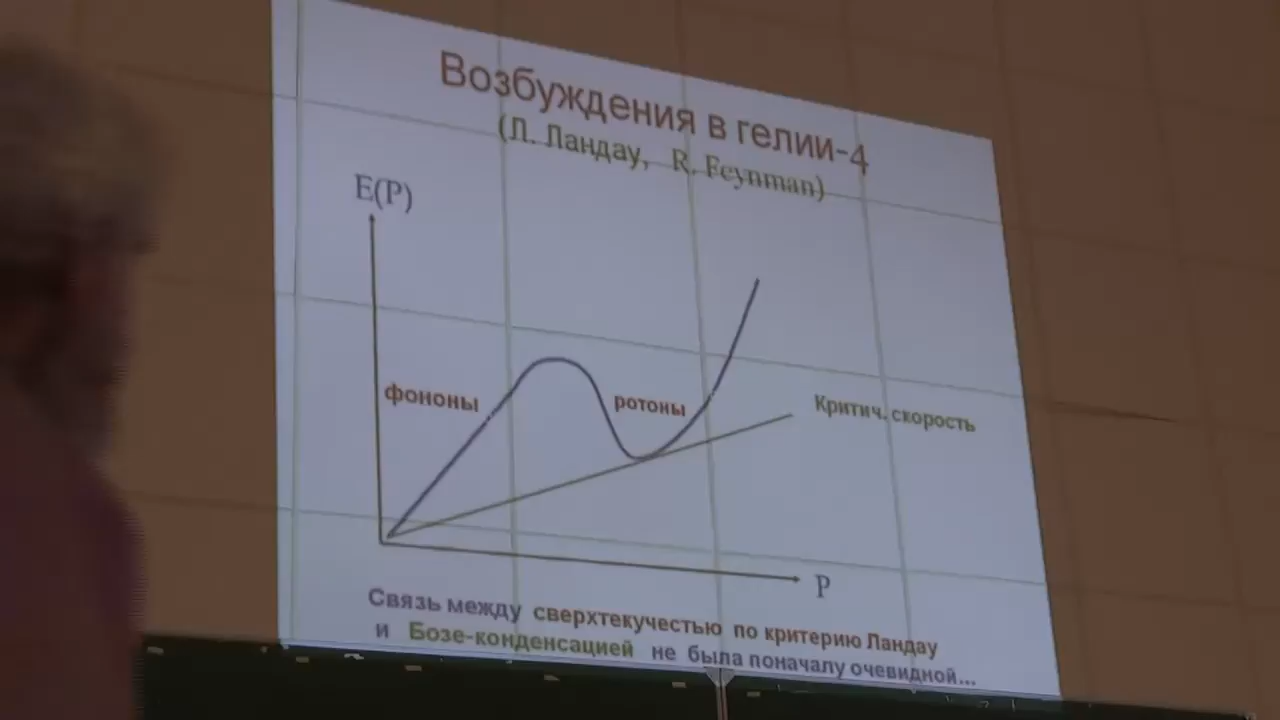 Возбуждения в гелии-4
(Л. Ландау, R. Feynman)
E(P)
фононы
ротоны
Критич. скорость
P
Связь между сверхтекучестью по критерию Ландау
и Бозе-конденсацией не была поначалу очевидной...